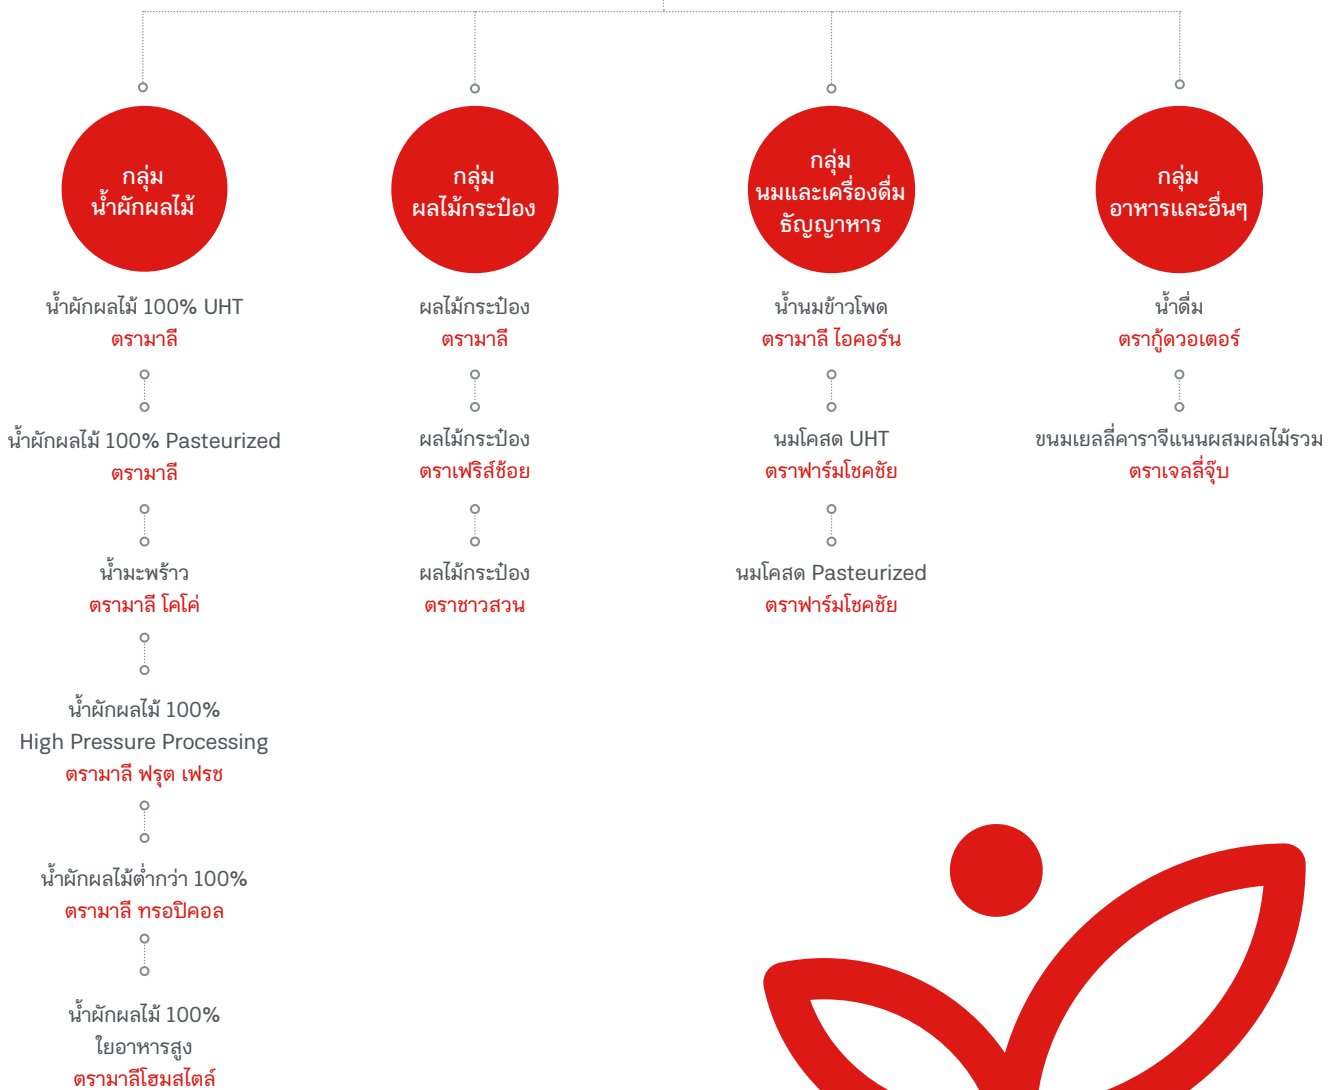 กลุ่ม
น้ำผักผลไม้
น้ำผักผลไม้ 100% UHT
ตรามาลี
น้ำผักผลไม้ 100% Pasteurized
ตรามาลี
น้ำมะพร้าว
ตรามาลี โคโค่
น้ำผักผลไม้ 100%
High Pressure Processing
ตรามาลี ฟรุต เฟรช
น้ำผักผลไม้ต่ำกว่า 100%
ตรามาลี ทรอปิคอล
น้ำผักผลไม้ 100%
ใยอาหารสูง
ตรามาลีโฮมสไตล์
กลุ่ม
ผลไม้กระป๋อง
ผลไม้กระป๋อง
ตรามาลี
ผลไม้กระป๋อง
ตราเฟริส์ช้อย
ผลไม้กระป๋อง
ตราชาวสวน
กลุ่ม
นมและเครื่องดื่ม
ธัญญาหาร
น้ำนมข้าวโพด
ตรามาลี ไอคอร์น
นมโคสด UHT
ตราฟาร์มโชคชัย
นมโคสด Pasteurized
ตราฟาร์มโชคชัย
กลุ่ม
อาหารและอื่นๆ
น้ำดื่ม
ตรากู้ดวอเตอร์
ขนมเยลลี่คาราจีแนนผสมผลไม้รวม
ตราเจลลี่จุ๊บ